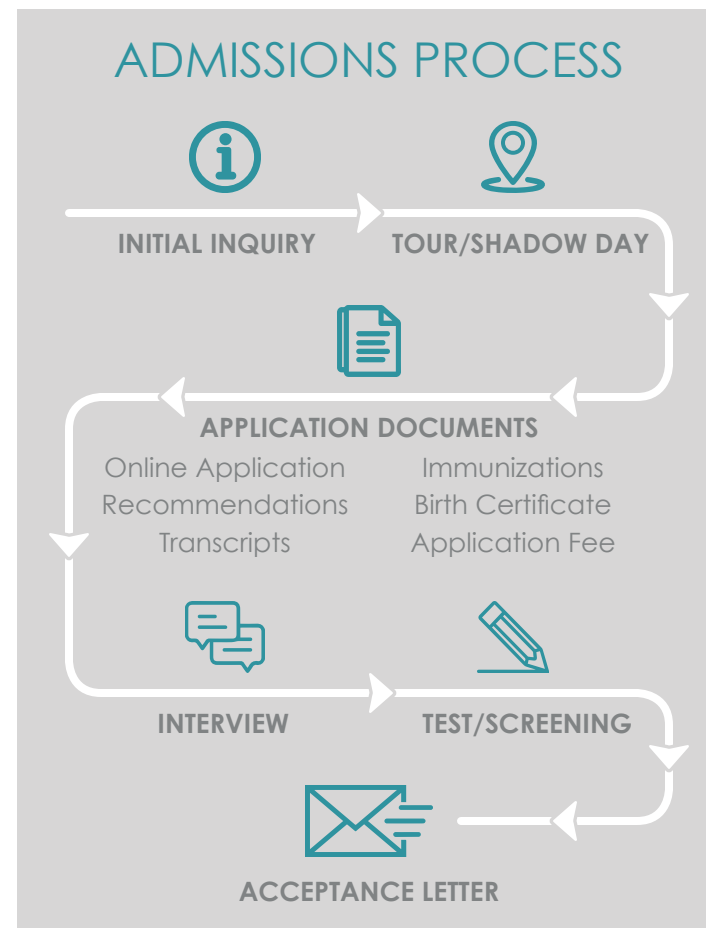 ADMISSIONS PROCESS
INITIAL INQUIRY
TOUR/SHADOW DAY
APPLICATION DOCUMENTS
Online Application
Recommendations
Transcripts
Immunizations
Birth Certificate
Application Fee
INTERVIEW
TEST/SCREENING
ACCEPTANCE LETTER